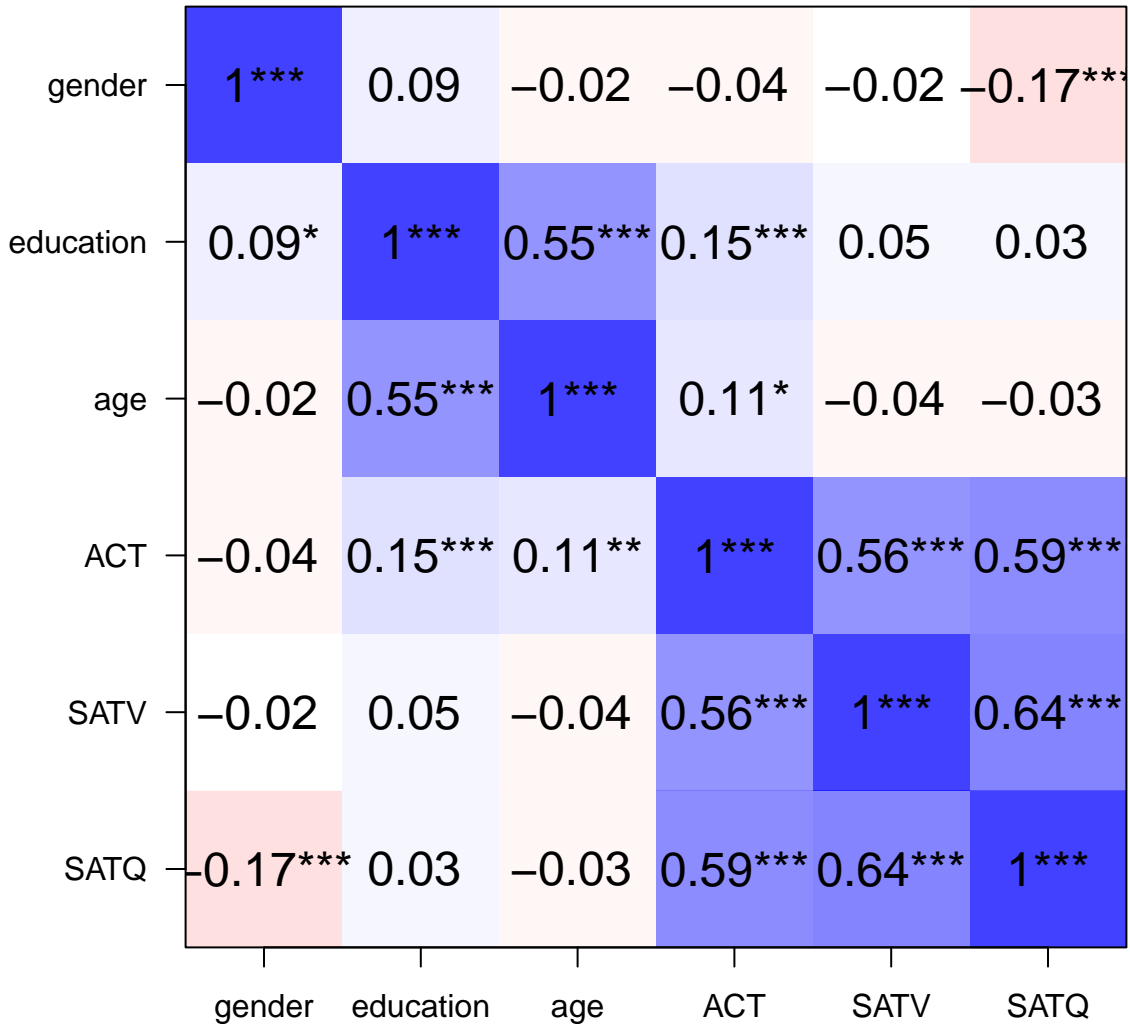 gender 1*** 0.09 −0.02 −0.04 −0.02 −0.17***
education 0.09* 1*** 0.55*** 0.15*** 0.05 0.03
age −0.02 0.55*** 1*** 0.11* −0.04 −0.03
ACT −0.04 0.15*** 0.11** 1*** 0.56*** 0.59***
SATV −0.02 0.05 −0.04 0.56*** 1*** 0.64***
SATQ −0.17*** 0.03 −0.03 0.59*** 0.64*** 1***
gender education age ACT SATV SATQ